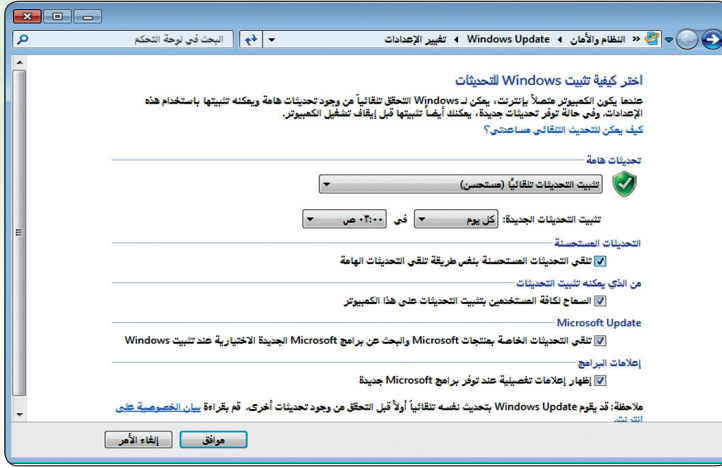 « النظام والأمان ◂ Windows Update ◂ تغيير الإعدادات
البحث في لوحة التحكم
اختر كيفية تثبيت Windows للتحديثات
عندما يكون الكمبيوتر متصلاً بإنترنت، يمكن لـ Windows التحقق تلقائياً من وجود تحديثات هامة ويمكنه تثبيتها باستخدام هذه
الإعدادات. وفي حالة توفر تحديثات جديدة، يمكنك أيضاً تثبيتها قبل إيقاف تشغيل الكمبيوتر.
كيف يمكن للتحديث التلقائي مساعدتي؟
تحديثات هامة
تثبيت التحديثات تلقائيًا (مستحسن)
تثبيت التحديثات الجديدة: كل يوم في ٠٣:٠٠ ص
التحديثات المستحسنة
تلقي التحديثات المستحسنة بنفس طريقة تلقي التحديثات الهامة
من الذي يمكنه تثبيت التحديثات
السماح لكافة المستخدمين بتثبيت التحديثات على هذا الكمبيوتر
Microsoft Update
تلقي التحديثات الخاصة بمنتجات Microsoft والبحث عن برامج Microsoft الجديدة الاختيارية عند تثبيت Windows
إعلامات البرامج
إظهار إعلامات تفصيلية عند توفر برامج Microsoft جديدة
ملاحظة: قد يقوم Windows Update بتحديث نفسه تلقائياً أولاً قبل التحقق من وجود تحديثات أخرى. قم بقراءة بيان الخصوصية على
إنترنت.
موافق
إلغاء الأمر